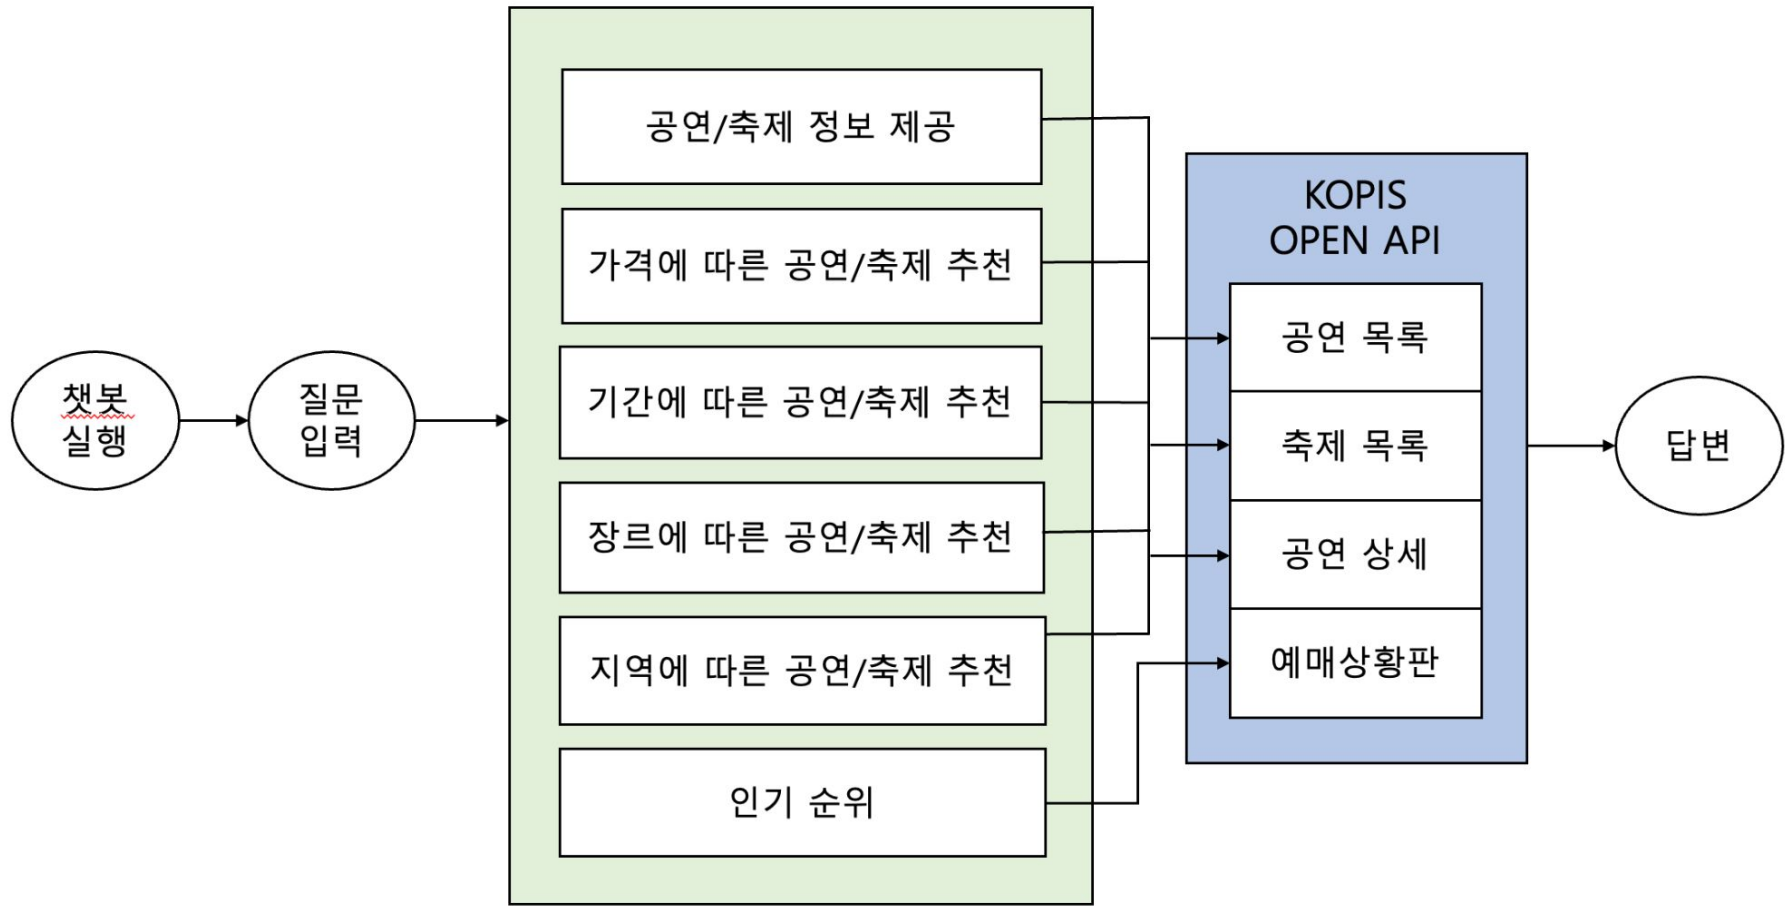 챗봇
실행
질문
입력
공연/축제 정보 제공
가격에 따른 공연/축제 추천
기간에 따른 공연/축제 추천
장르에 따른 공연/축제 추천
지역에 따른 공연/축제 추천
인기 순위
KOPIS
OPEN API
공연 목록
축제 목록
공연 상세
예매상황판
답변